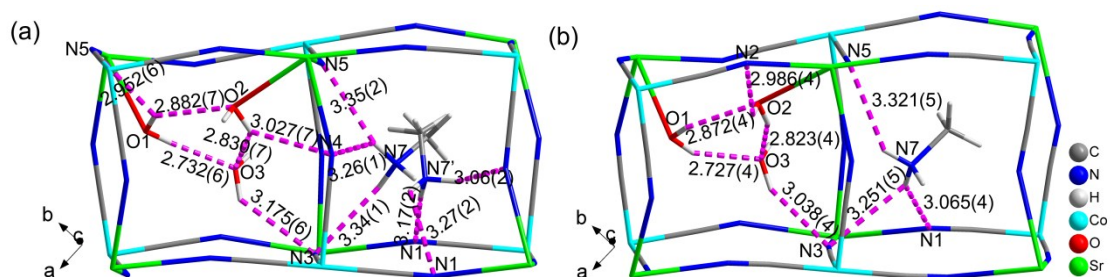 (a)
N5
2.952(6)
2.882(7)
O2
N5
3.35(2)
O1
2.830(7)
3.027(7)
N4
2.732(6)
O3
3.26(1)
N7
N7'
3.06(2)
3.175(6)
3.34(1)
3.17(2)
3.27(2)
N3
N1
N1
b
c
a
(b)
N2
N5
2.986(4)
O1
O2
2.872(4)
3.321(5)
2.823(4)
O3
2.727(4)
N7
3.038(4)
3.251(5)
3.065(4)
N3
N1
b
c
a
C
N
H
Co
O
Sr